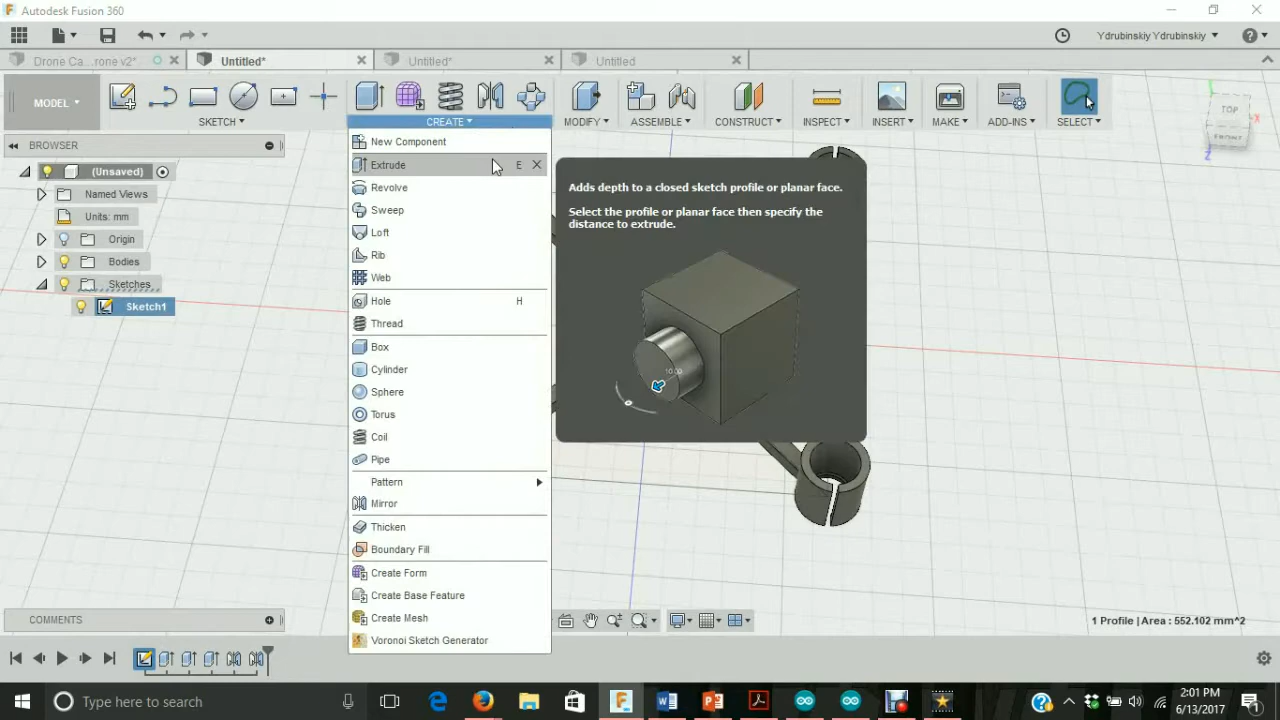 Autodesk Fusion 360
Ydrubinskiy Ydrubinskiy
Drone Ca...rone v2*
Untitled*
Untitled*
Untitled
MODEL
SKETCH
CREATE
MODIFY
ASSEMBLE
CONSTRUCT
INSPECT
INSERT
MAKE
ADD-INS
SELECT
TOP
FRONT
X
Z
BROWSER
(Unsaved)
Named Views
Units: mm
Origin
Bodies
Sketches
Sketch1
New Component
Extrude E
Revolve
Sweep
Loft
Rib
Web
Hole H
Thread
Box
Cylinder
Sphere
Torus
Coil
Pipe
Pattern
Mirror
Thicken
Boundary Fill
Create Form
Create Base Feature
Create Mesh
Voronoi Sketch Generator
Adds depth to a closed sketch profile or planar face.
Select the profile or planar face then specify the
distance to extrude.
10.00
COMMENTS
1 Profile | Area : 552.102 mm^2
Type here to search
2:01 PM
6/13/2017